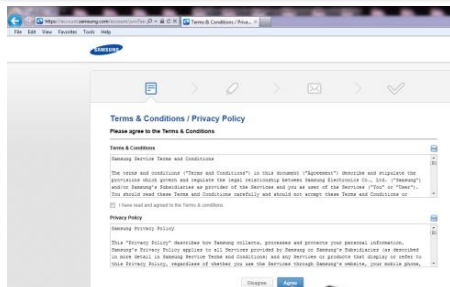 https://account.samsung.com/account/
Terms & Conditions / Priva...
File Edit View Favorites Tools Help
SAMSUNG
Terms & Conditions / Privacy Policy
Please agree to the Terms & Conditions
Terms & Conditions
Samsung Service Terms and Conditions
The terms and conditions ("Terms and Conditions") in this document ("Agreement") describe and stipulate the
provisions which govern and regulate the legal relationship between Samsung Electronics Co., Ltd. ("Samsung")
and/or Samsung's Subsidiaries as provider of the Services and you as user of the Services ("You" or "User").
You should read these Terms and Conditions carefully and should not accept these Terms and Conditions or
I have read and agreed to the Terms & conditions.
Privacy Policy
Samsung Privacy Policy
This "Privacy Policy" describes how Samsung collects, processes and protects your personal information.
Samsung's Privacy Policy applies to all Services provided by Samsung or Samsung's Subsidiaries (as described
in more detail in Samsung Service Terms and Conditions) and any Services or products that display or refer to
this Privacy Policy, regardless of whether you use the Services through Samsung's website, your mobile phone,
Disagree Agree